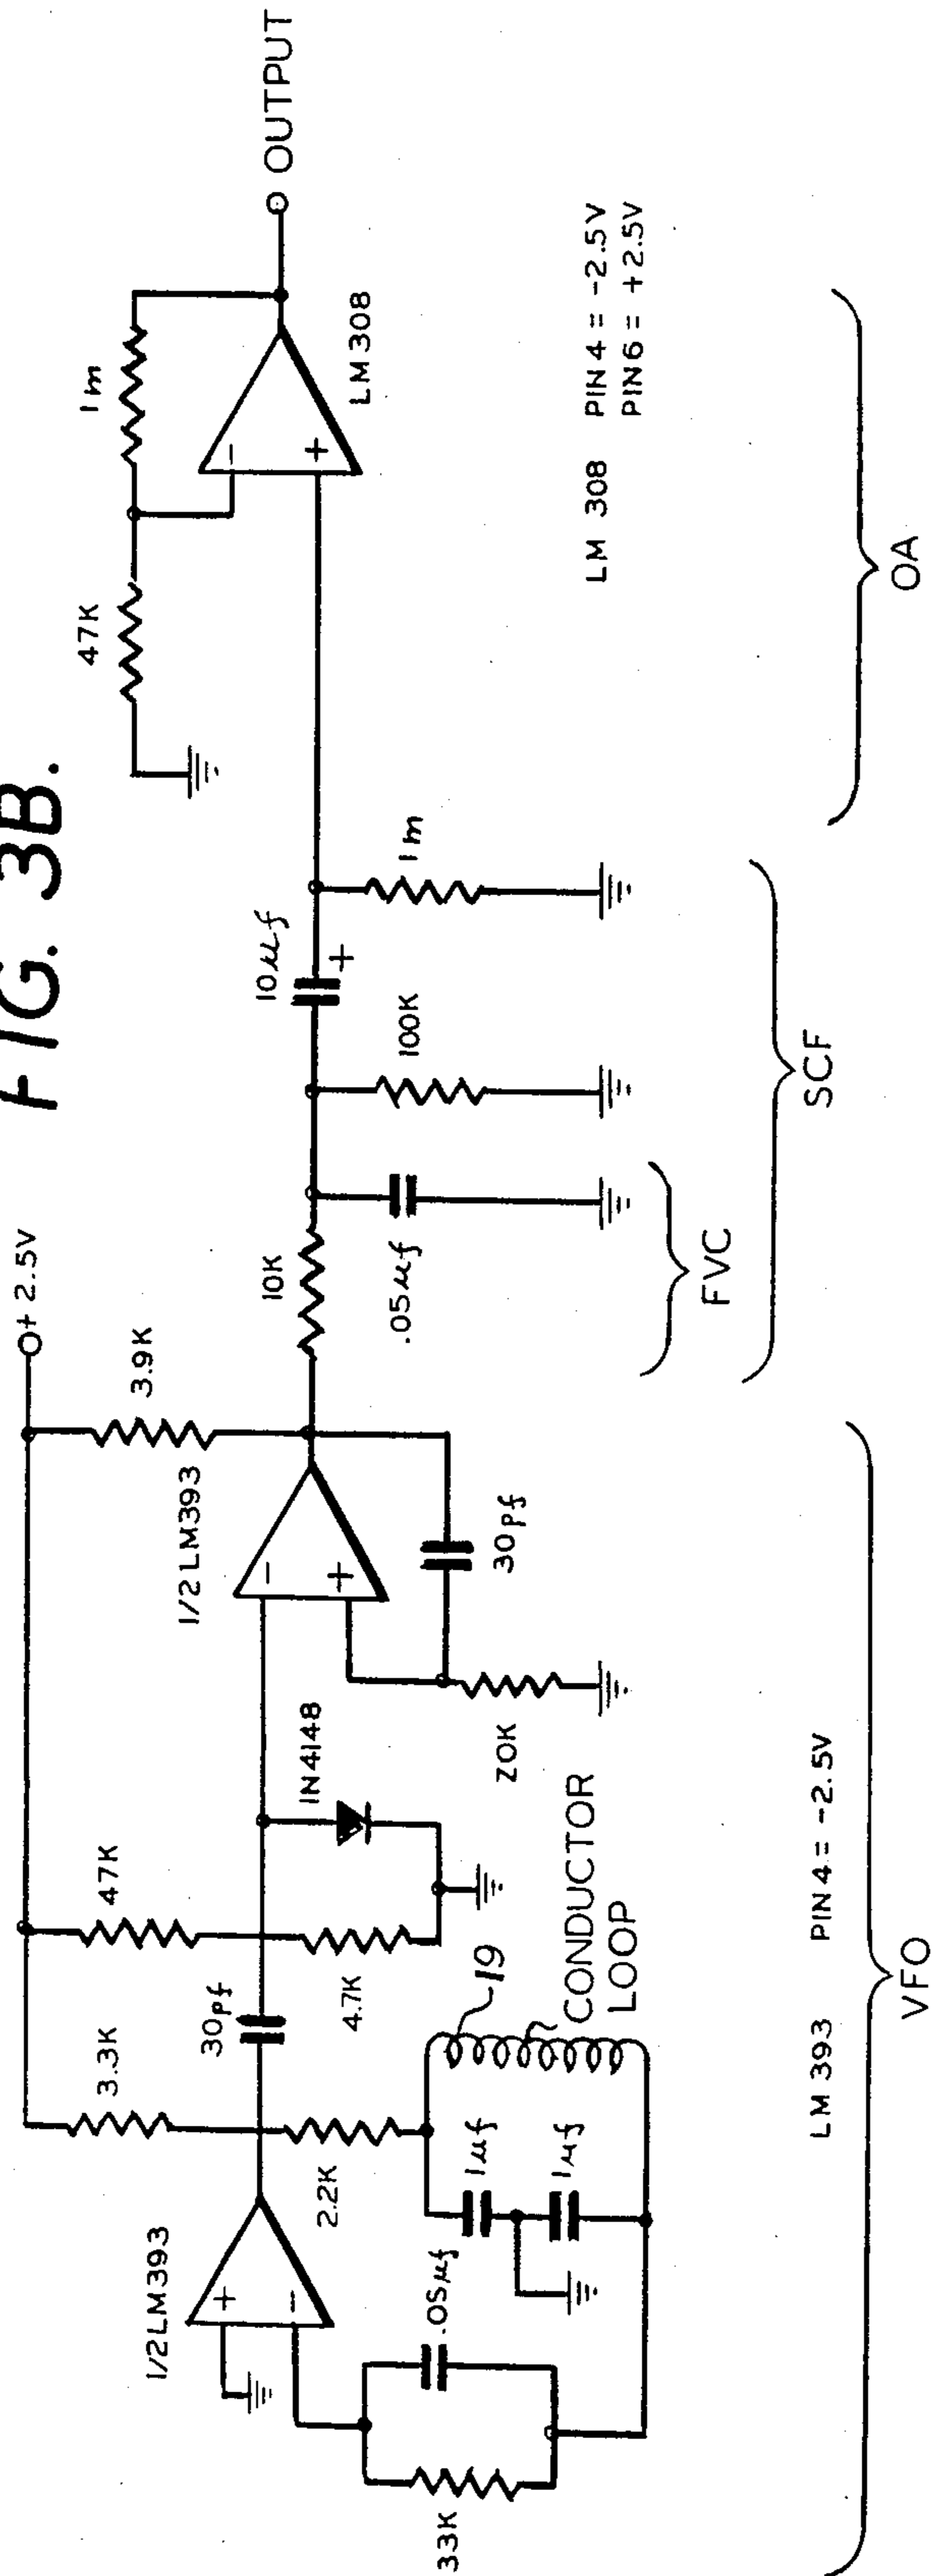 FIG. 3B.
+ 2.5V
3.3K
47K
3.9K
1/2 LM393
1/2 LM393
30pf
2.2K
4.7K
IN4148
20K
30pf
33K
.05µf
1µf
1µf
19
CONDUCTOR
LOOP
10K
.05µf
100K
10µf
+
1m
47K
1m
LM308
OUTPUT
+
-
-
+
-
+
LM 393 PIN 4 = -2.5V
LM 308 PIN 4 = -2.5V
PIN 6 = +2.5V
VFO
FVC
SCF
OA